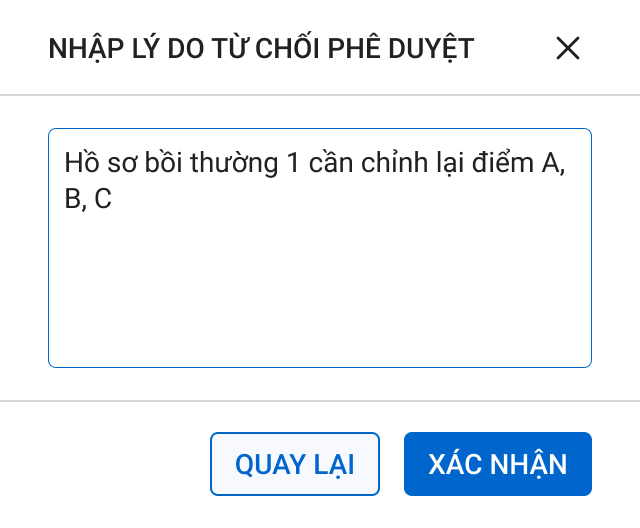 NHẬP LÝ DO TỪ CHỐI PHÊ DUYỆT
Hồ sơ bồi thường 1 cần chỉnh lại điểm A,
B, C
QUAY LẠI
XÁC NHẬN